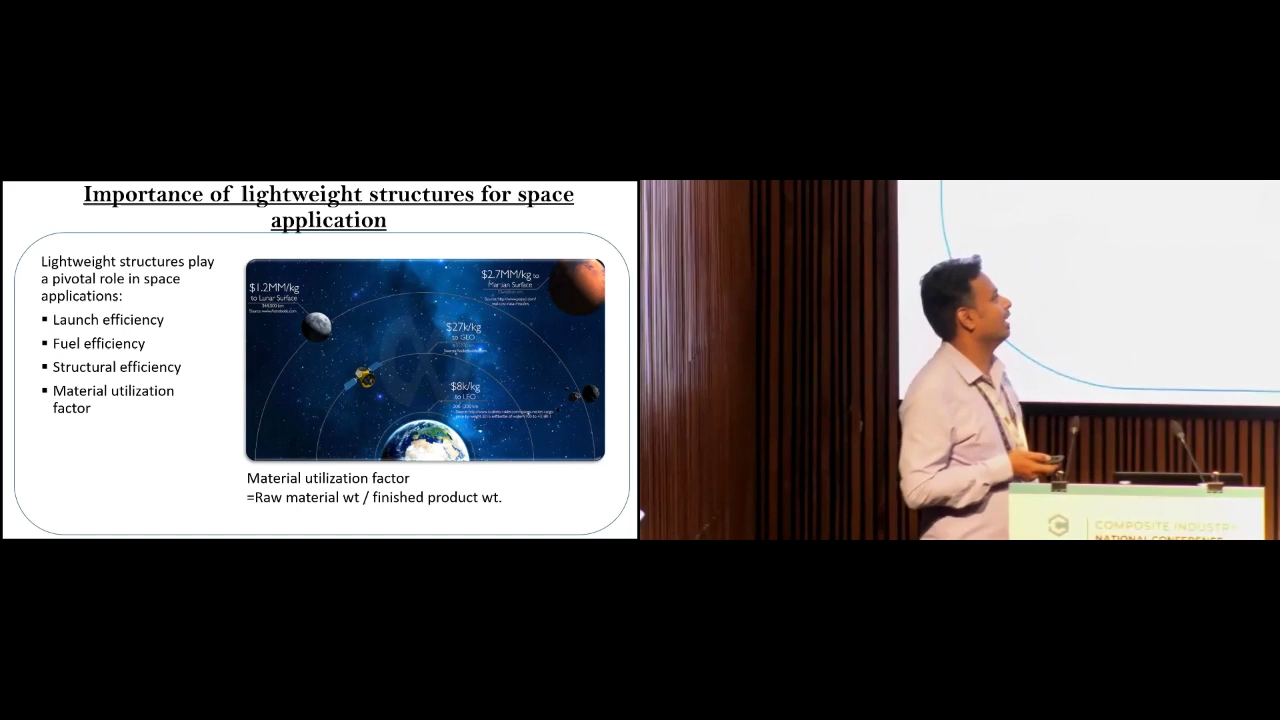 Importance of lightweight structures for space
application
Lightweight structures play
a pivotal role in space
applications:
▪ Launch efficiency
▪ Fuel efficiency
▪ Structural efficiency
▪ Material utilization
factor
$1.2MM/kg
to Lunar Surface
$2.7MM/kg to
Martian Surface
$27k/kg
to GEO
$8k/kg
to LEO
Material utilization factor
=Raw material wt / finished product wt.
COMPOSITE INDUSTRY
NATIONAL CONFERENCE